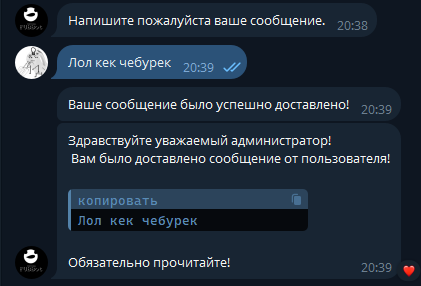 Напишите пожалуйста ваше сообщение. 20:38
Лол кек чебурек 20:39
Ваше сообщение было успешно доставлено! 20:39
Здравствуйте уважаемый администратор!
Вам было доставлено сообщение от пользователя!
копировать
Лол кек чебурек
Обязательно прочитайте! 20:39